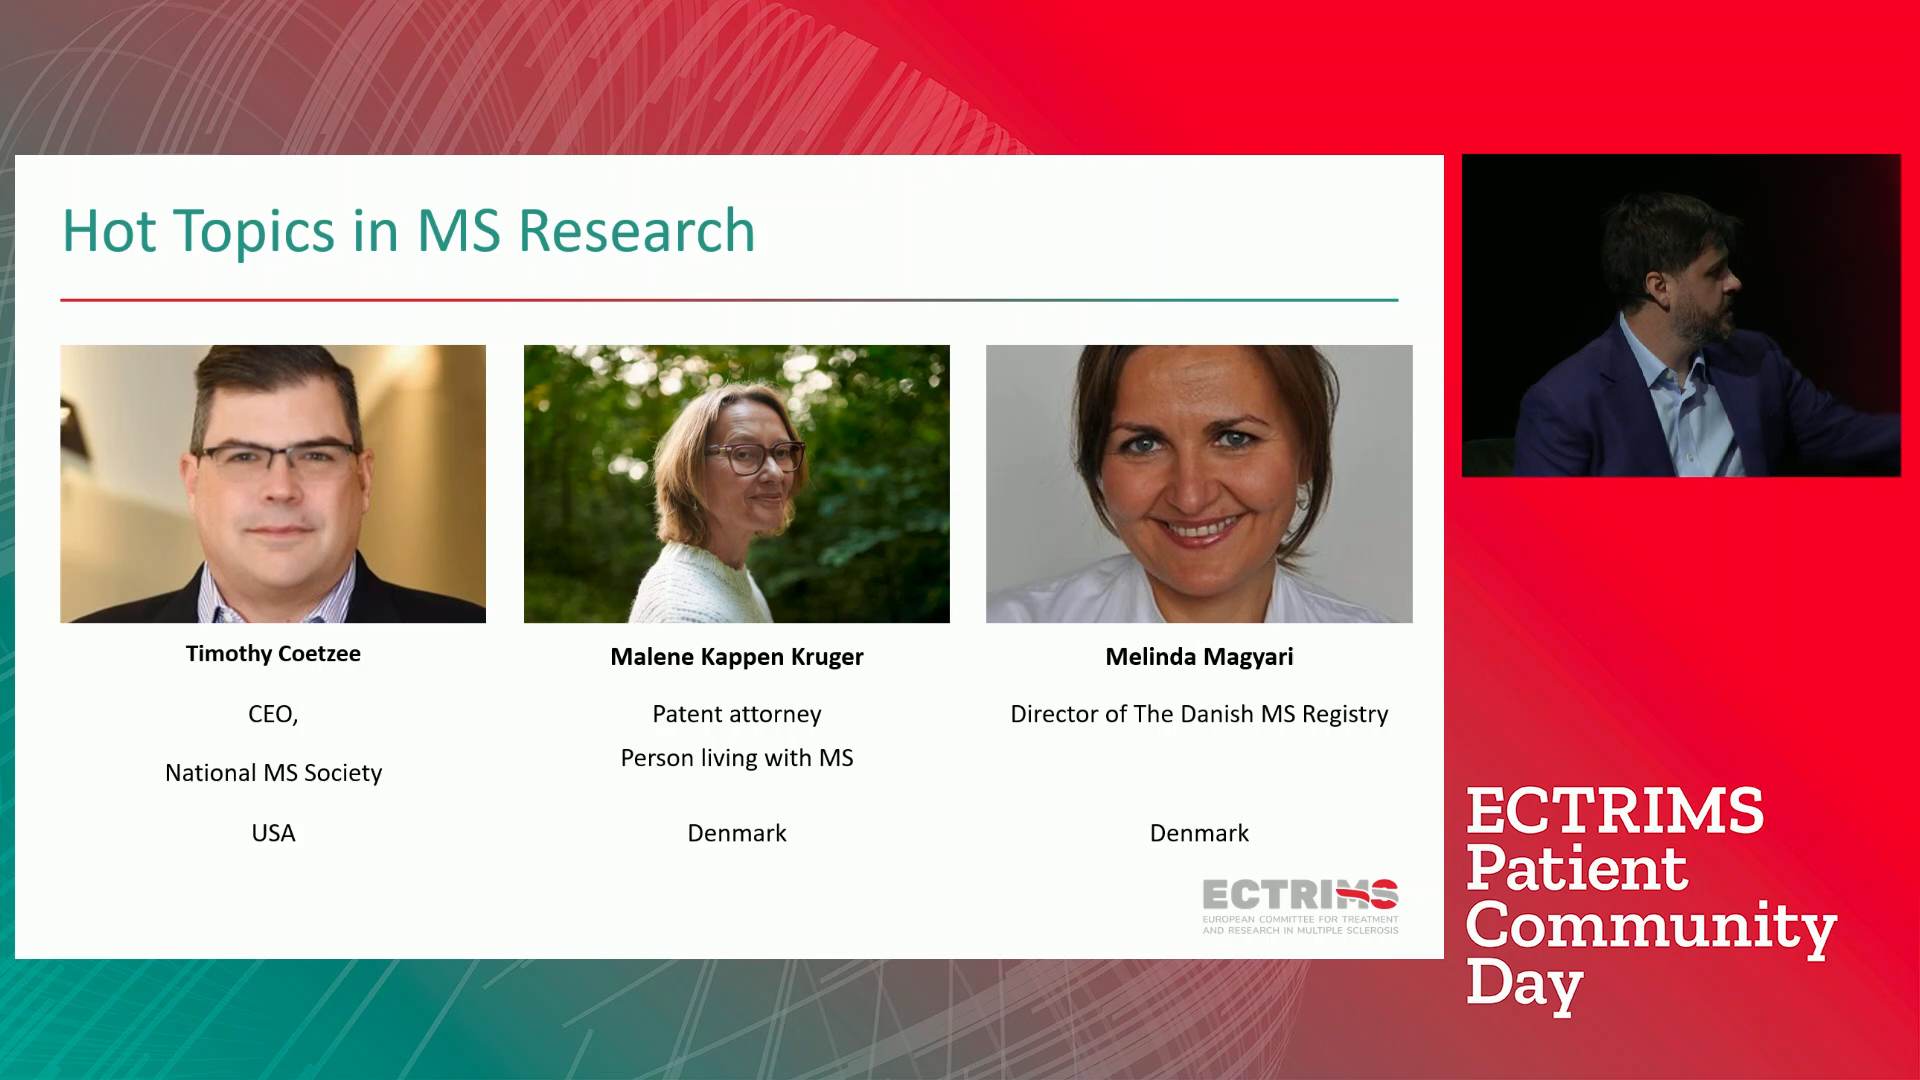 Hot Topics in MS Research
Timothy Coetzee
CEO,
National MS Society
USA
Malene Kappen Kruger
Patent attorney
Person living with MS
Denmark
Melinda Magyari
Director of The Danish MS Registry
Denmark
ECTRIMS
EUROPEAN COMMITTEE FOR TREATMENT
AND RESEARCH IN MULTIPLE SCLEROSIS
ECTRIMS
Patient
Community
Day